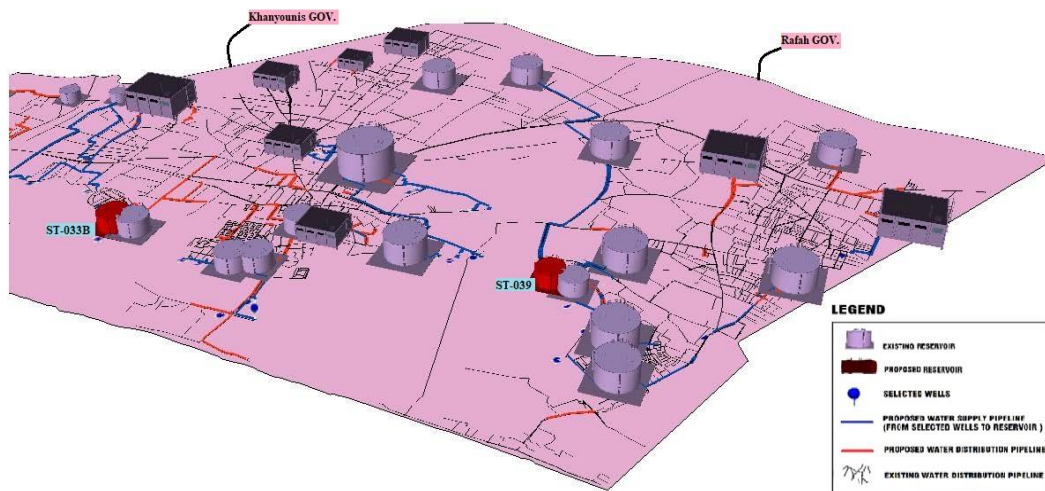 Khanyounis GOV.
Rafah GOV.
ST-033B
ST-039
LEGEND
EXISTING RESERVOIR
PROPOSED RESERVOIR
SELECTED WELLS
PROPOSED WATER SUPPLY PIPELINE
(FROM SELECTED WELLS TO RESERVOIR )
PROPOSED WATER DISTRIBUTION PIPELINE
EXISTING WATER DISTRIBUTION PIPELINE